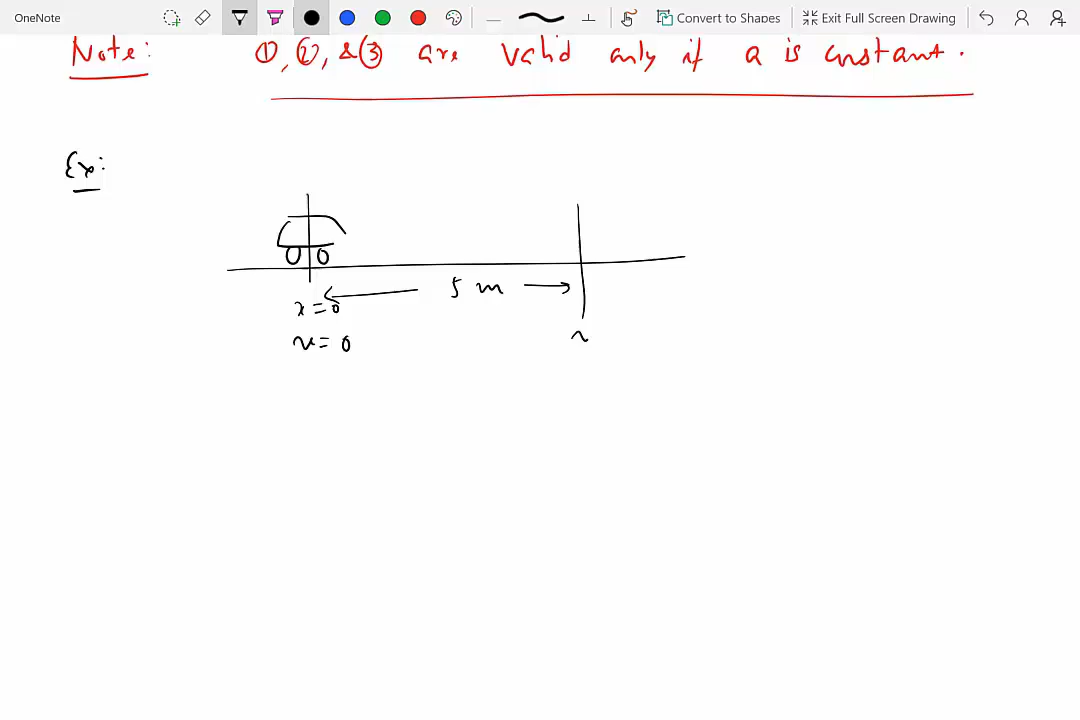 OneNote
Convert to Shapes
Exit Full Screen Drawing
Note: ①, ②, & ③ are valid only if a is constant.
Ex:
5 m
x = 0
v = 0